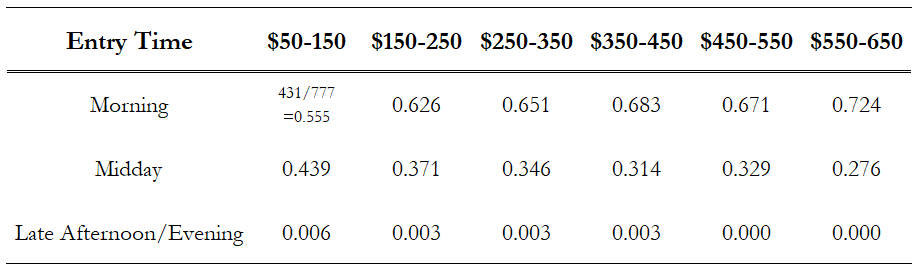 Entry Time $50-150 $150-250 $250-350 $350-450 $450-550 $550-650
Morning 431/777 =0.555 0.626 0.651 0.683 0.671 0.724
Midday 0.439 0.371 0.346 0.314 0.329 0.276
Late Afternoon/Evening 0.006 0.003 0.003 0.003 0.000 0.000